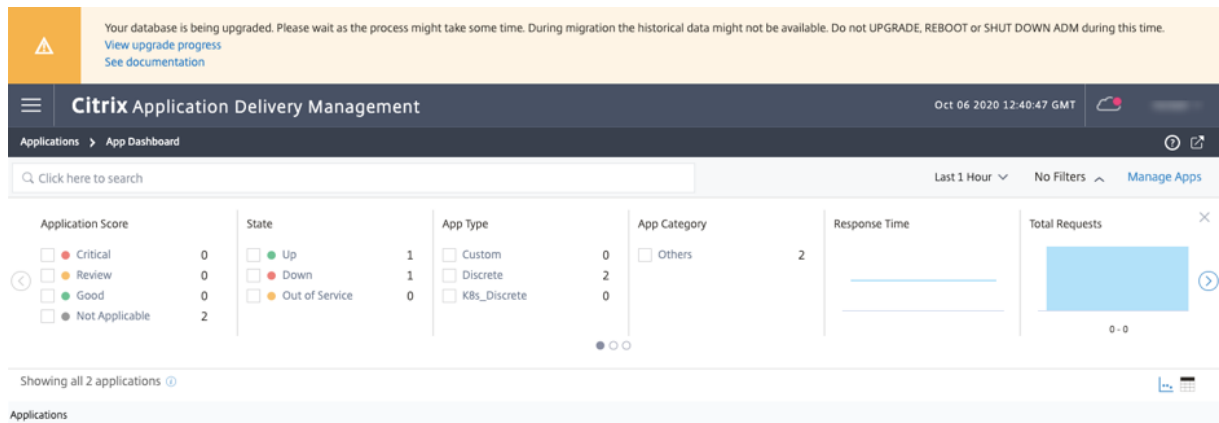 Your database is being upgraded. Please wait as the process might take some time. During migration the historical data might not be available. Do not UPGRADE, REBOOT or SHUT DOWN ADM during this time.
View upgrade progress
See documentation
Citrix Application Delivery Management
Oct 06 2020 12:40:47 GMT
Applications > App Dashboard
Click here to search
Last 1 Hour
No Filters
Manage Apps
Application Score
Critical 0
Review 0
Good 0
Not Applicable 2
State
Up 1
Down 1
Out of Service 0
App Type
Custom 0
Discrete 2
K8s_Discrete 0
App Category
Others 2
Response Time
Total Requests
0 - 0
Showing all 2 applications
Applications